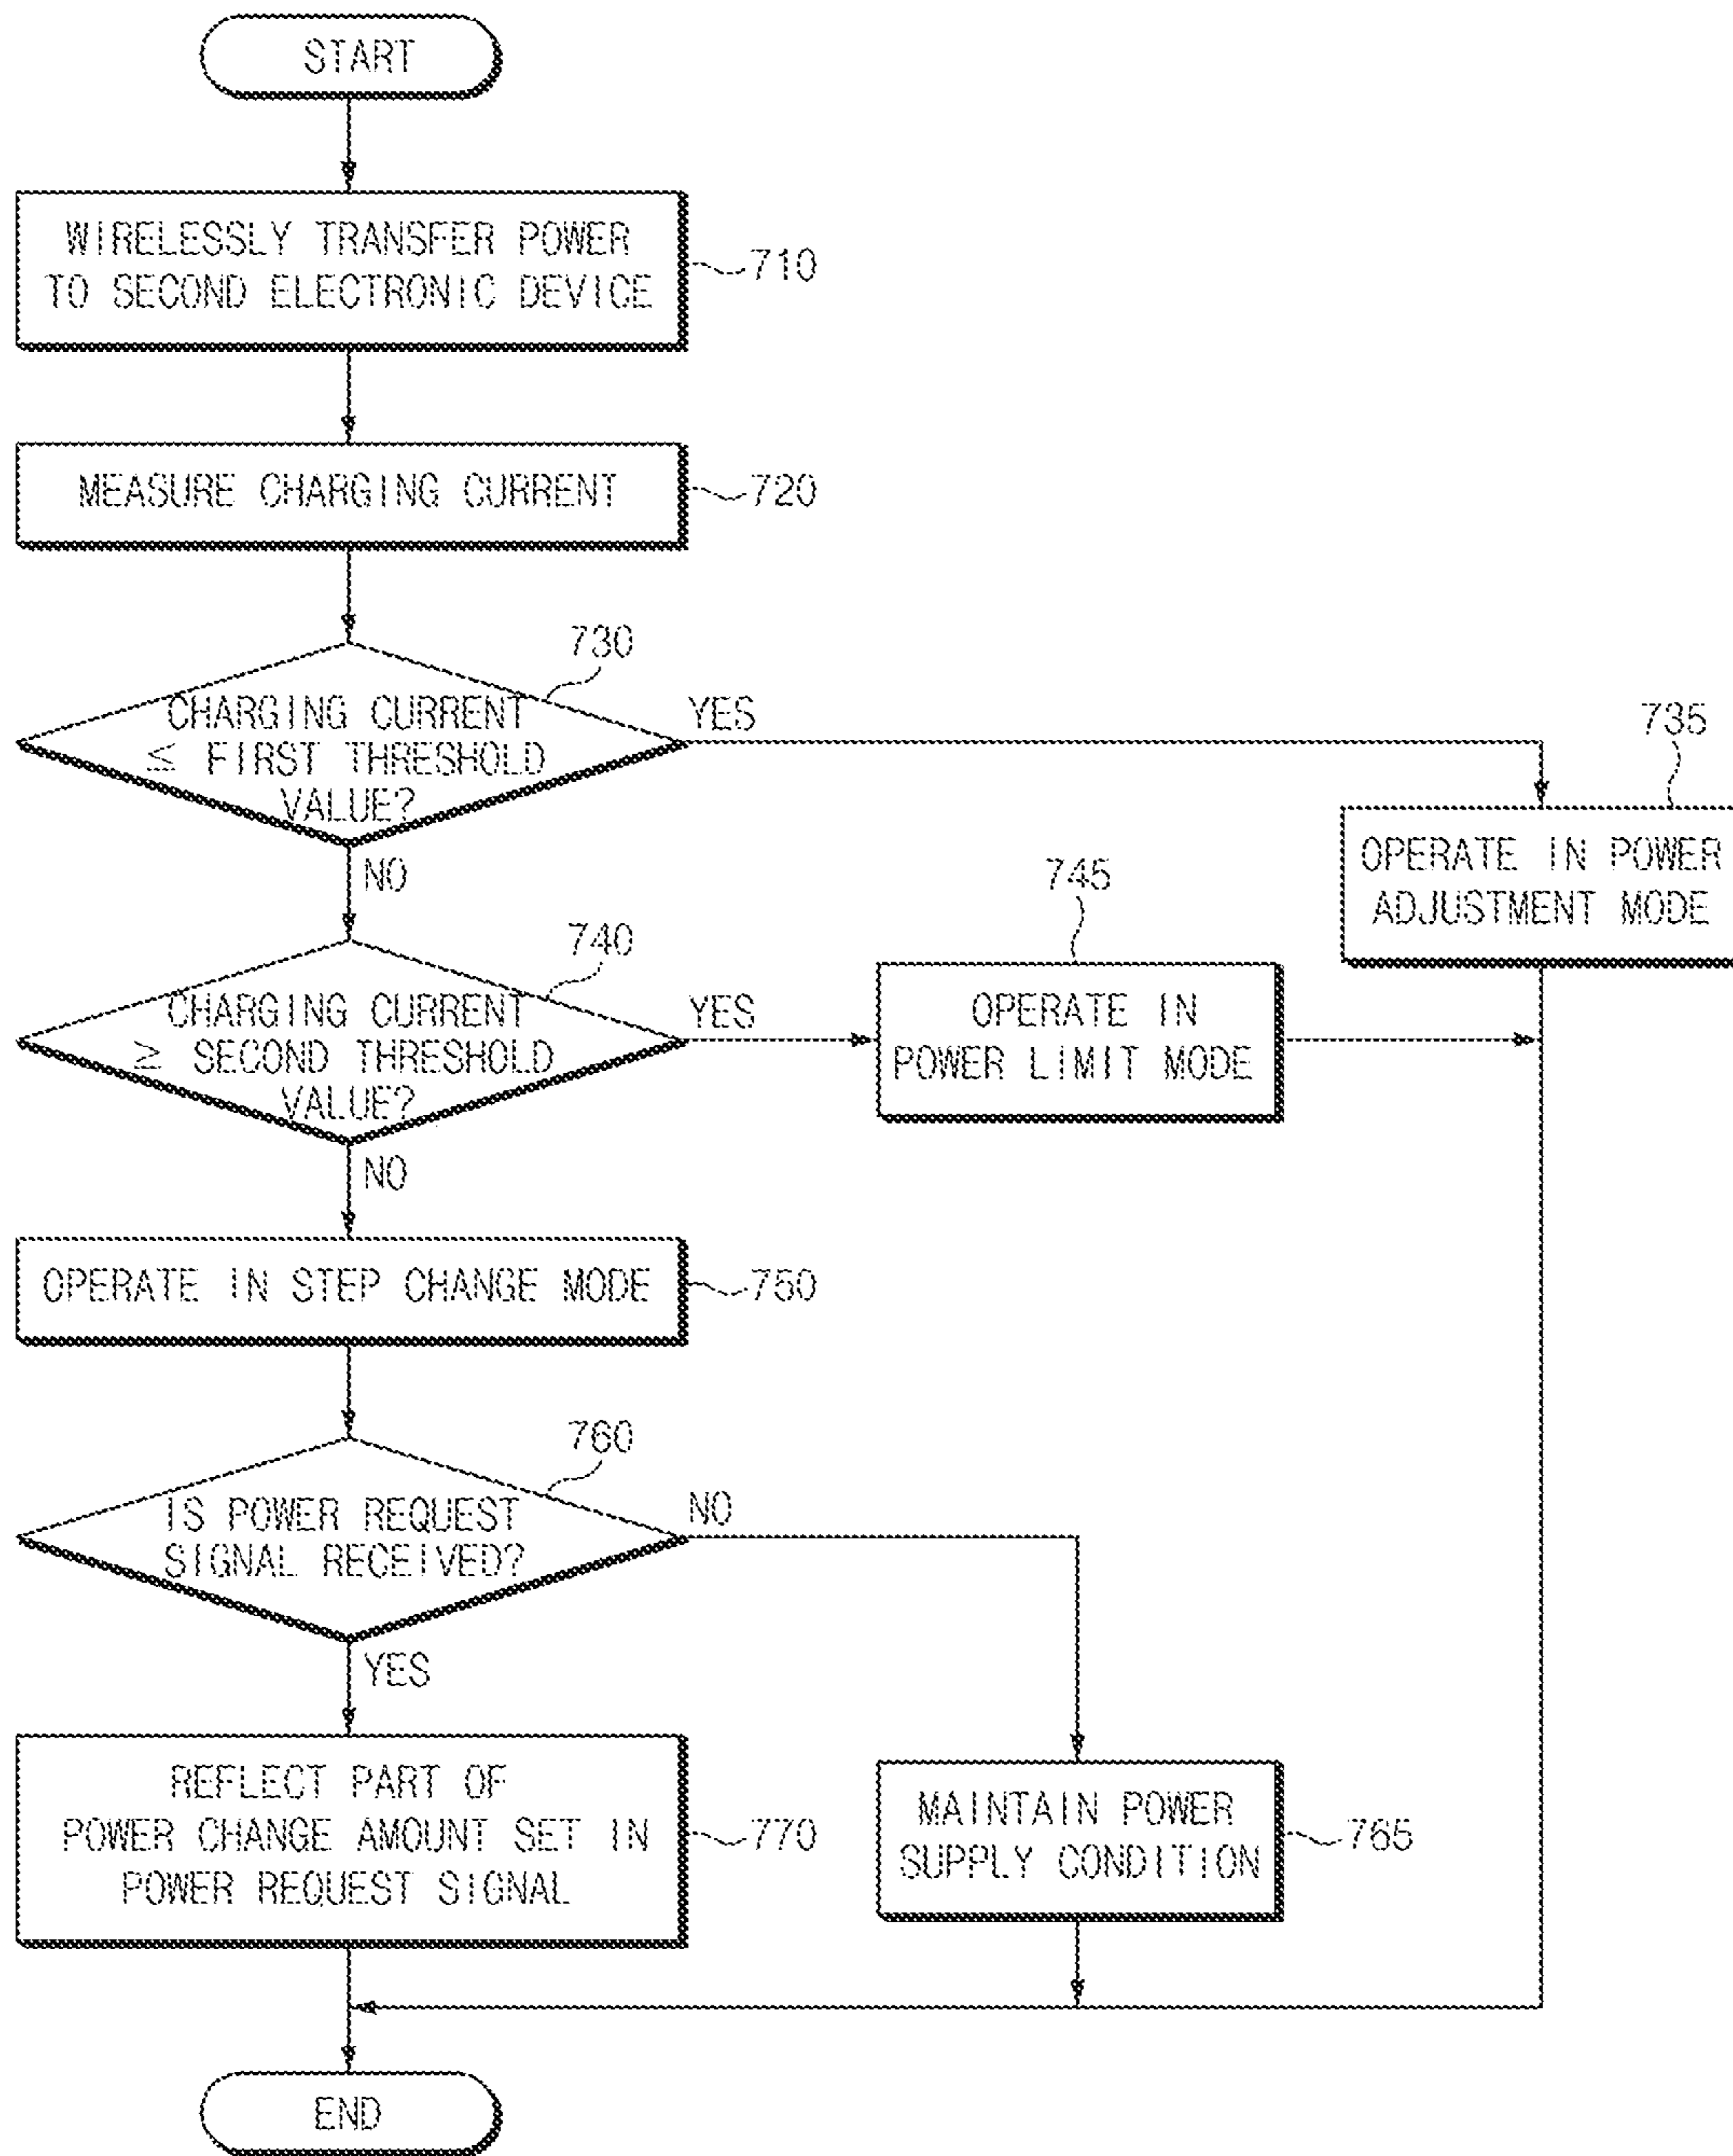 START
WIRELESSLY TRANSFER POWER
TO SECOND ELECTRONIC DEVICE
710
MEASURE CHARGING CURRENT
720
730
CHARGING CURRENT
≤ FIRST THRESHOLD
VALUE?
YES
NO
735
OPERATE IN POWER
ADJUSTMENT MODE
740
CHARGING CURRENT
≥ SECOND THRESHOLD
VALUE?
YES
NO
745
OPERATE IN
POWER LIMIT MODE
OPERATE IN STEP CHANGE MODE
750
760
IS POWER REQUEST
SIGNAL RECEIVED?
NO
YES
REFLECT PART OF
POWER CHANGE AMOUNT SET IN
POWER REQUEST SIGNAL
770
MAINTAIN POWER
SUPPLY CONDITION
765
END